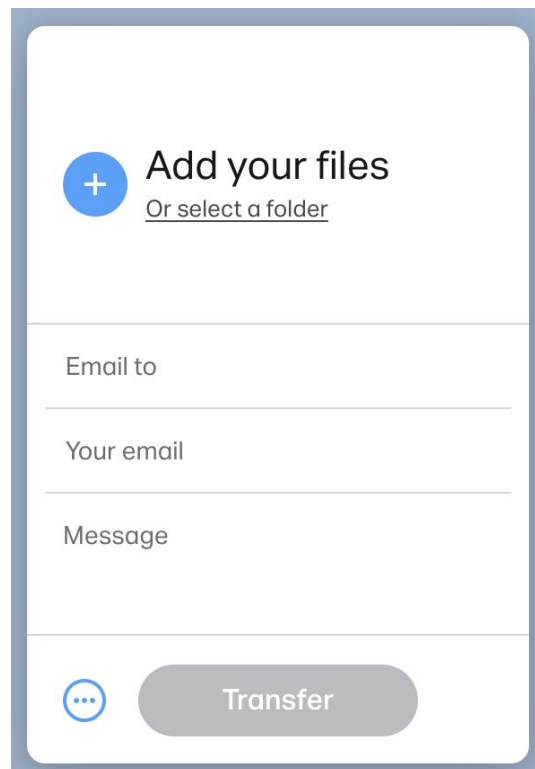 Add your files
Or select a folder
Email to
Your email
Message
Transfer